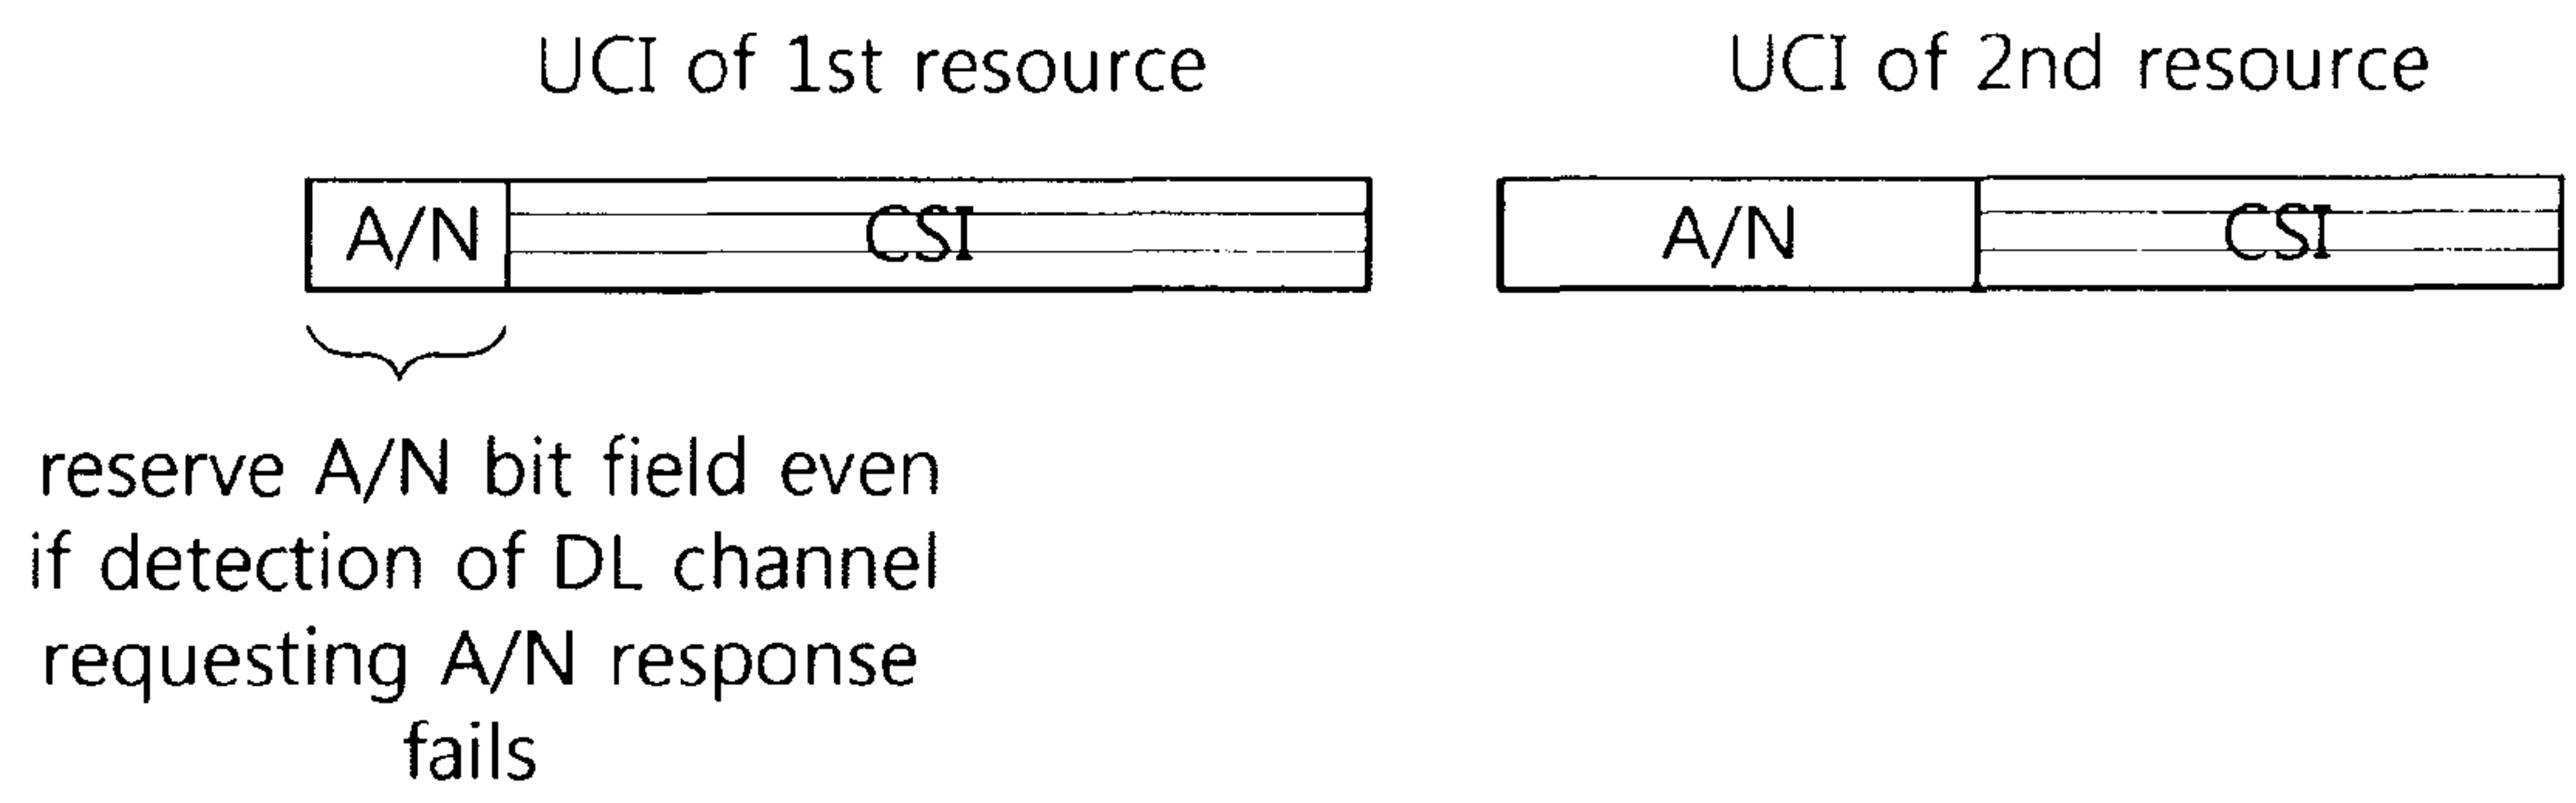 UCI of 1st resource
UCI of 2nd resource
A/N
CSI
A/N
CSI
reserve A/N bit field even
if detection of DL channel
requesting A/N response
fails